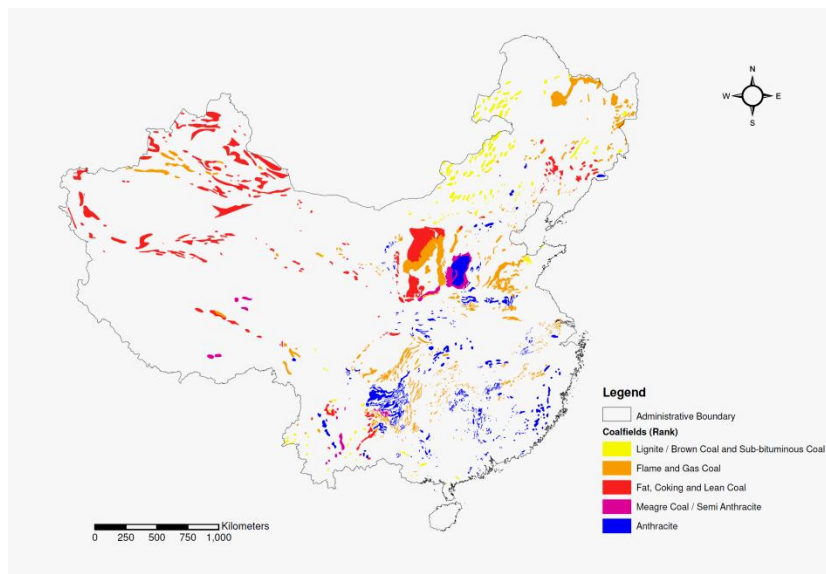 N
W E
S
Legend
Administrative Boundary
Coalfields (Rank)
Lignite / Brown Coal and Sub-bituminous Coal
Flame and Gas Coal
Fat, Coking and Lean Coal
Meagre Coal / Semi Anthracite
Anthracite
Kilometers
0 250 500 750 1,000